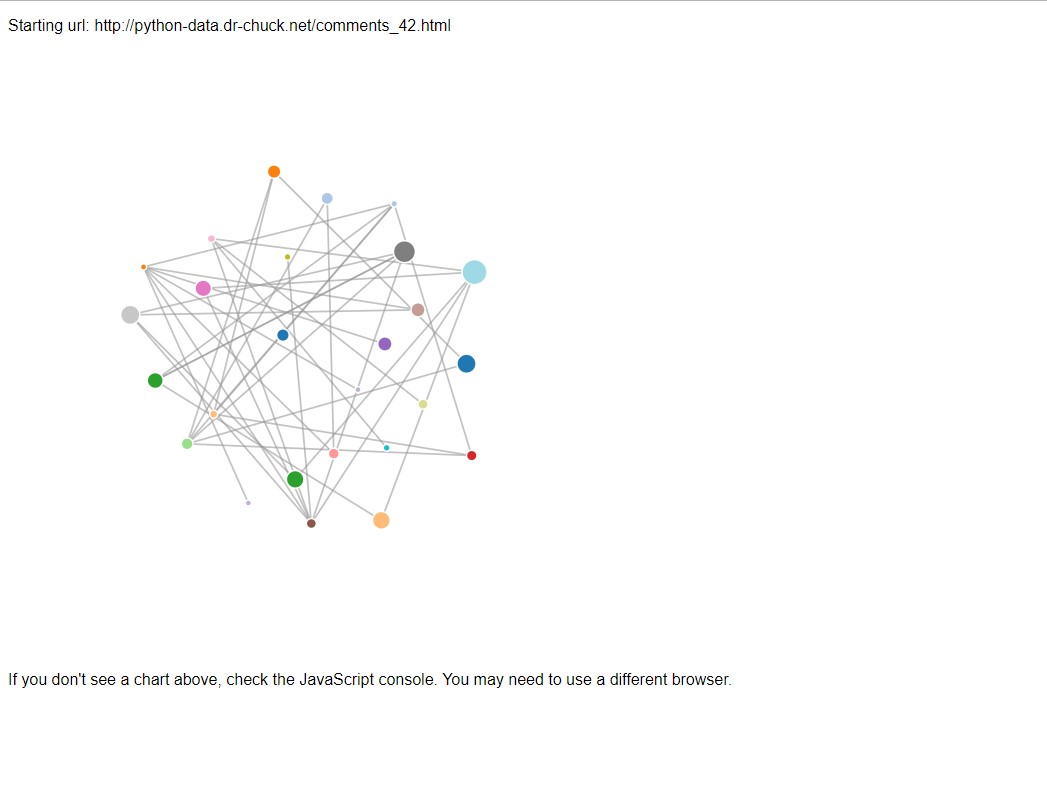 Starting url: http://python-data.dr-chuck.net/comments_42.html
If you don't see a chart above, check the JavaScript console. You may need to use a different browser.